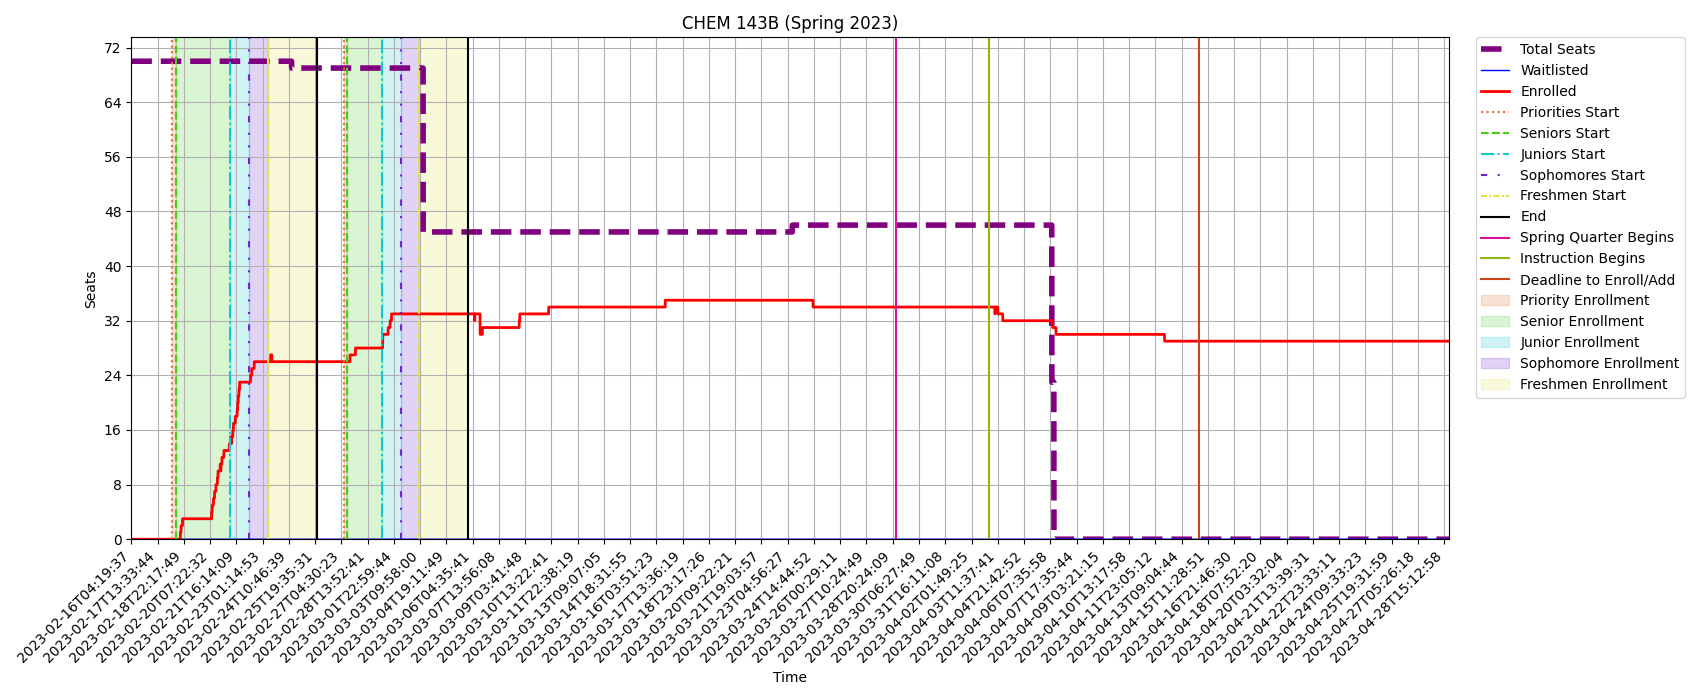 CHEM 143B (Spring 2023)
Seats
72
64
56
48
40
32
24
16
8
0
2023-02-16T04:19:37
2023-02-17T13:33:44
2023-02-18T22:17:49
2023-02-20T07:22:32
2023-02-21T16:14:09
2023-02-23T01:14:53
2023-02-24T10:46:39
2023-02-25T19:35:31
2023-02-27T04:30:23
2023-02-28T13:52:41
2023-03-01T22:59:44
2023-03-03T09:58:00
2023-03-04T19:11:49
2023-03-06T04:35:41
2023-03-07T13:56:08
2023-03-09T03:41:48
2023-03-10T13:22:41
2023-03-11T22:38:19
2023-03-13T09:07:05
2023-03-14T18:31:55
2023-03-16T03:51:23
2023-03-17T13:36:19
2023-03-18T23:17:26
2023-03-20T09:22:21
2023-03-21T19:03:57
2023-03-23T04:56:27
2023-03-24T14:44:52
2023-03-26T00:29:11
2023-03-27T10:24:49
2023-03-28T20:24:09
2023-03-30T06:27:49
2023-03-31T16:11:08
2023-04-02T01:49:25
2023-04-03T11:37:41
2023-04-04T21:42:52
2023-04-06T07:35:58
2023-04-07T17:35:44
2023-04-09T03:21:15
2023-04-10T13:17:58
2023-04-11T23:05:12
2023-04-13T09:04:44
2023-04-15T11:28:51
2023-04-16T21:46:30
2023-04-18T07:52:20
2023-04-20T03:32:04
2023-04-21T13:39:31
2023-04-22T23:33:11
2023-04-24T09:33:23
2023-04-25T19:31:59
2023-04-27T05:26:18
2023-04-28T15:12:58
Time
Total Seats
Waitlisted
Enrolled
Priorities Start
Seniors Start
Juniors Start
Sophomores Start
Freshmen Start
End
Spring Quarter Begins
Instruction Begins
Deadline to Enroll/Add
Priority Enrollment
Senior Enrollment
Junior Enrollment
Sophomore Enrollment
Freshmen Enrollment